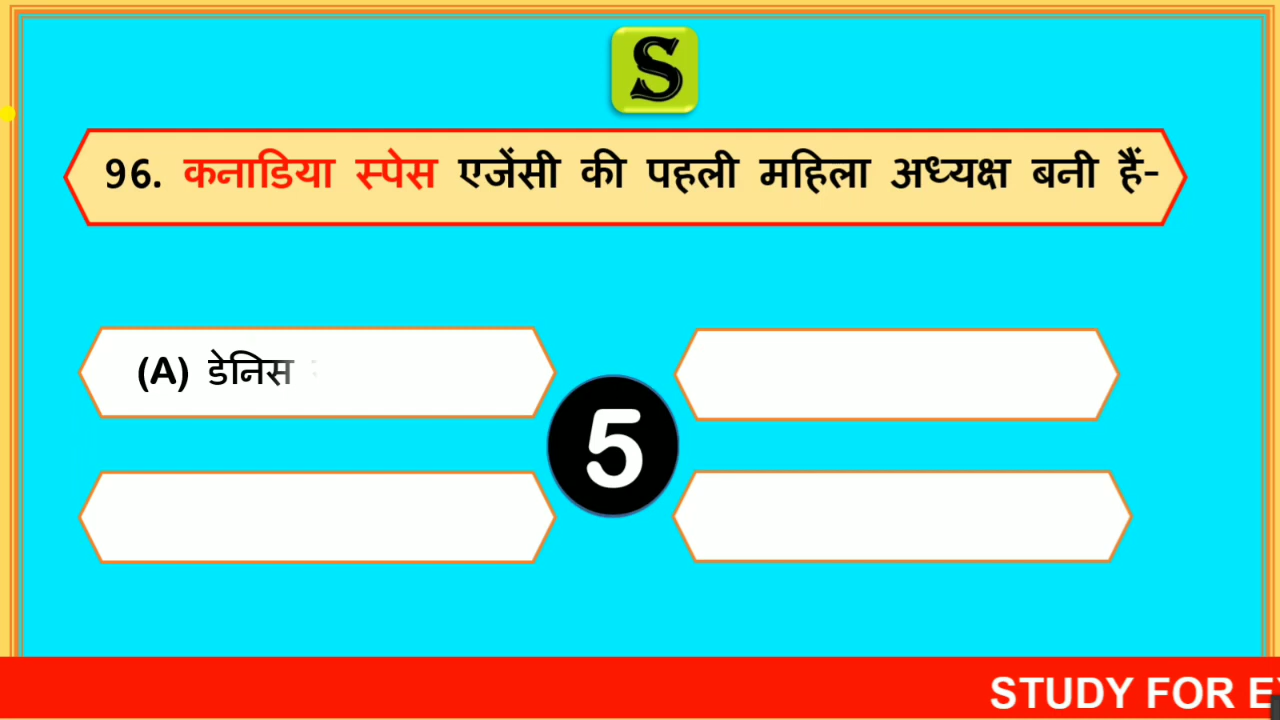 S
96. कनाडिया स्पेस एजेंसी की पहली महिला अध्यक्ष बनी हैं-
(A) डेनिस
5
STUDY FOR